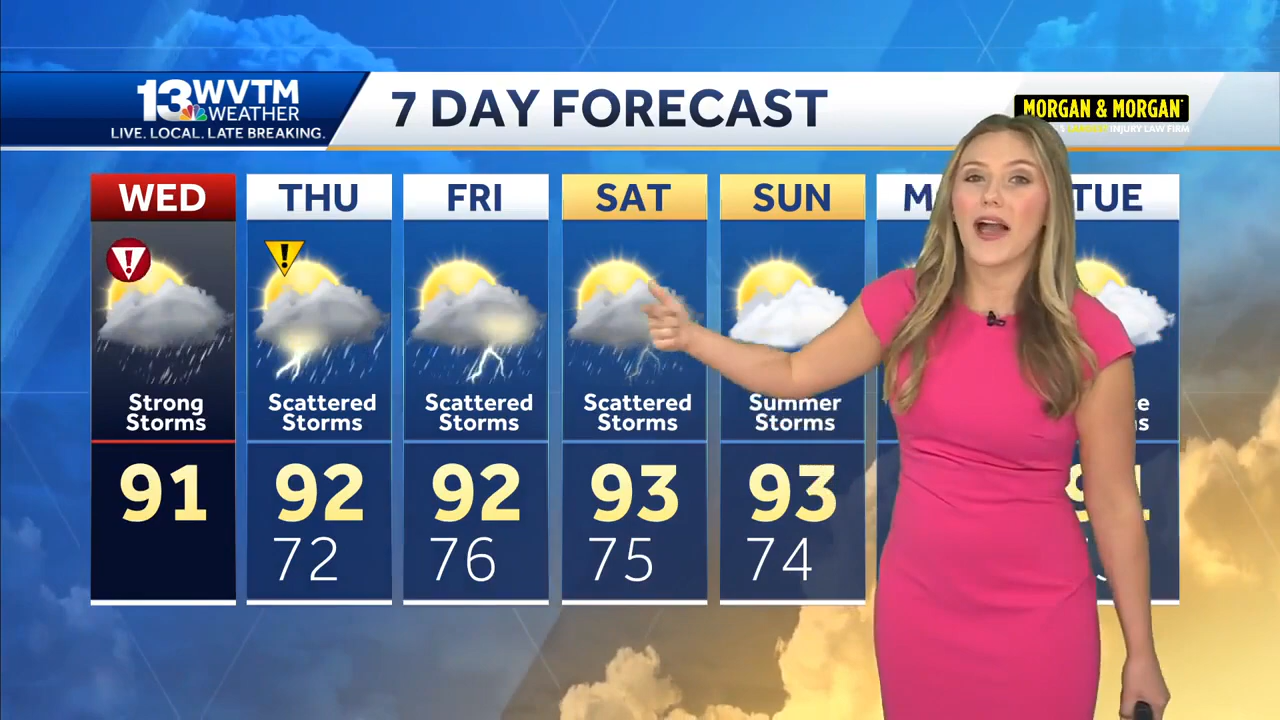 13 WVTM
WEATHER
LIVE. LOCAL. LATE BREAKING.
7 DAY FORECAST
MORGAN & MORGAN
INJURY LAW FIRM
WED
THU
FRI
SAT
SUN
TUE
Strong
Storms
Scattered
Storms
Scattered
Storms
Scattered
Storms
Summer
Storms
91
92
92
93
93
72
76
75
74